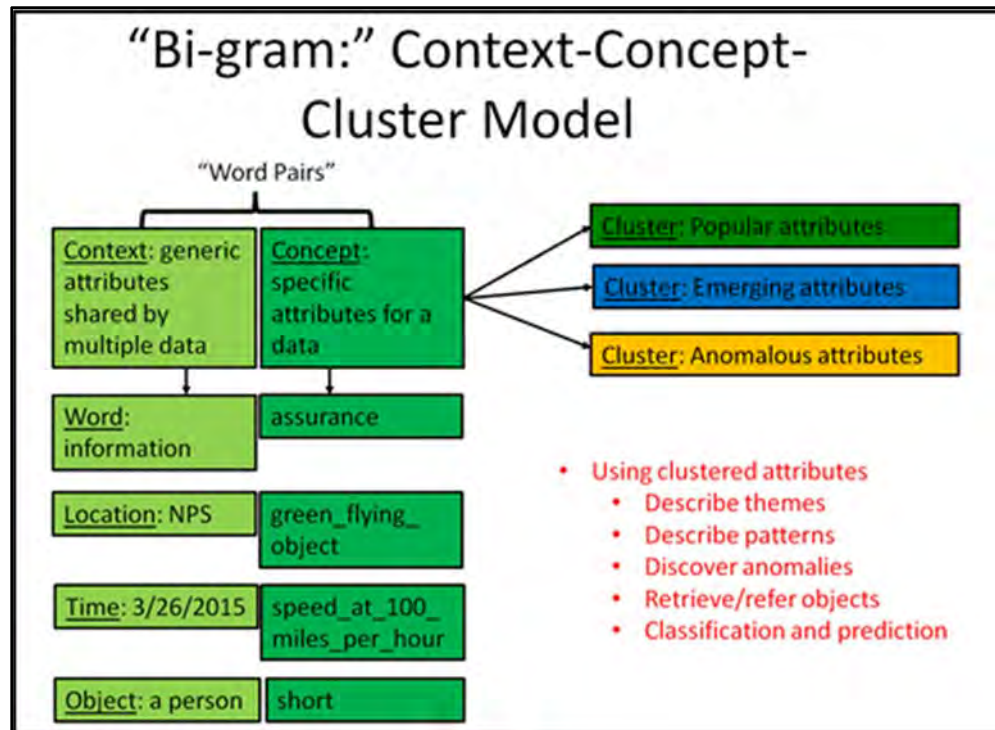 “Bi-gram:” Context-Concept-
Cluster Model
“Word Pairs”
Context: generic
attributes
shared by
multiple data
Concept:
specific
attributes for a
data
Cluster: Popular attributes
Cluster: Emerging attributes
Cluster: Anomalous attributes
Word:
information
assurance
Location: NPS
green_flying_
object
Time: 3/26/2015
speed_at_100_
miles_per_hour
Object: a person
short
• Using clustered attributes
• Describe themes
• Describe patterns
• Discover anomalies
• Retrieve/refer objects
• Classification and prediction